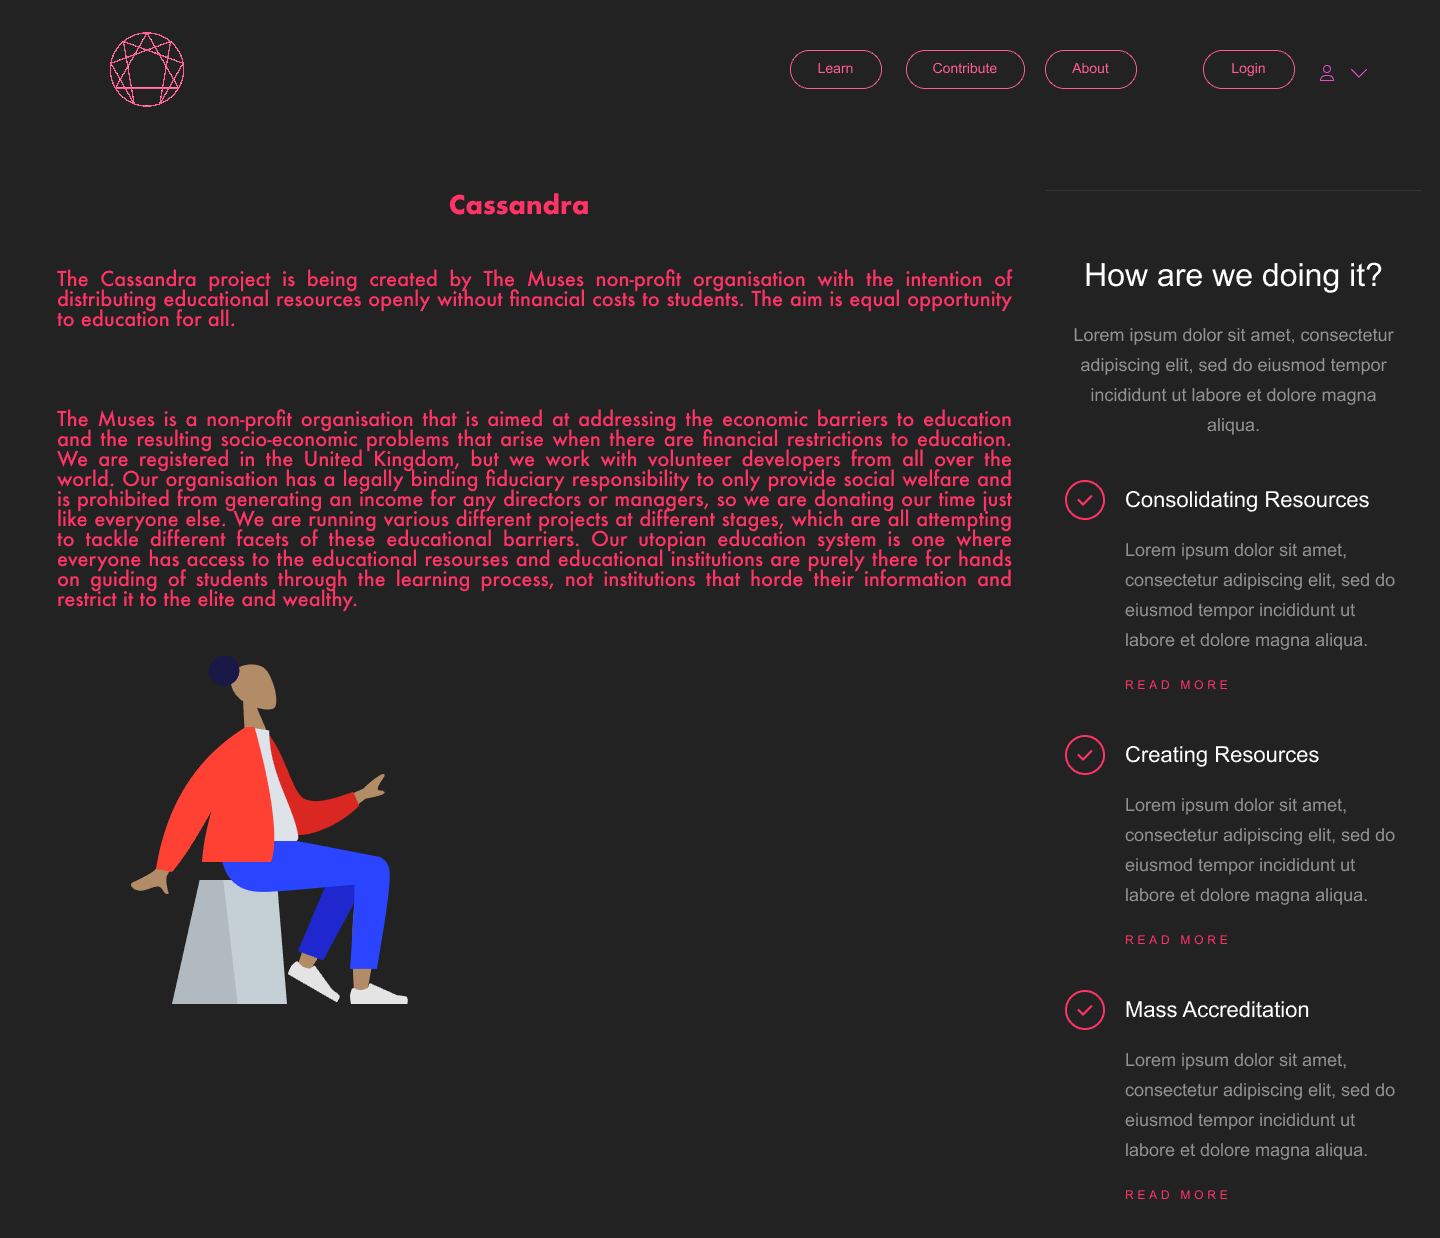 Learn
Contribute
About
Login
Cassandra
The Cassandra project is being created by The Muses non-profit organisation with the intention of
distributing educational resources openly without financial costs to students. The aim is equal opportunity
to education for all.
The Muses is a non-profit organisation that is aimed at addressing the economic barriers to education
and the resulting socio-economic problems that arise when there are financial restrictions to education.
We are registered in the United Kingdom, but we work with volunteer developers from all over the
world. Our organisation has a legally binding fiduciary responsibility to only provide social welfare and
is prohibited from generating an income for any directors or managers, so we are donating our time just
like everyone else. We are running various different projects at different stages, which are all attempting
to tackle different facets of these educational barriers. Our utopian education system is one where
everyone has access to the educational resourses and educational institutions are purely there for hands
on guiding of students through the learning process, not institutions that horde their information and
restrict it to the elite and wealthy.
How are we doing it?
Lorem ipsum dolor sit amet, consectetur
adipiscing elit, sed do eiusmod tempor
incididunt ut labore et dolore magna
aliqua.
Consolidating Resources
Lorem ipsum dolor sit amet,
consectetur adipiscing elit, sed do
eiusmod tempor incididunt ut
labore et dolore magna aliqua.
READ MORE
Creating Resources
Lorem ipsum dolor sit amet,
consectetur adipiscing elit, sed do
eiusmod tempor incididunt ut
labore et dolore magna aliqua.
READ MORE
Mass Accreditation
Lorem ipsum dolor sit amet,
consectetur adipiscing elit, sed do
eiusmod tempor incididunt ut
labore et dolore magna aliqua.
READ MORE